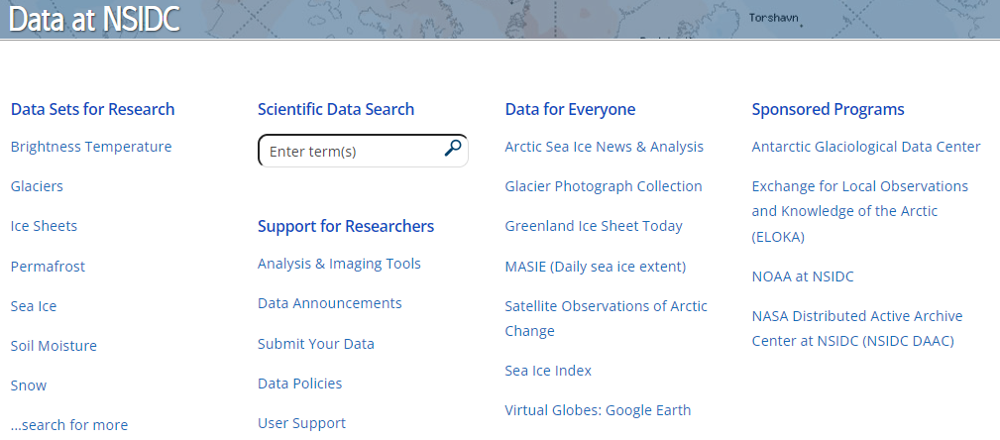 Data at NSIDC
Torshavn
Data Sets for Research
Brightness Temperature
Glaciers
Ice Sheets
Permafrost
Sea Ice
Soil Moisture
Snow
...search for more
Scientific Data Search
Enter term(s)
Support for Researchers
Analysis & Imaging Tools
Data Announcements
Submit Your Data
Data Policies
User Support
Data for Everyone
Arctic Sea Ice News & Analysis
Glacier Photograph Collection
Greenland Ice Sheet Today
MASIE (Daily sea ice extent)
Satellite Observations of Arctic
Change
Sea Ice Index
Virtual Globes: Google Earth
Sponsored Programs
Antarctic Glaciological Data Center
Exchange for Local Observations
and Knowledge of the Arctic
(ELOKA)
NOAA at NSIDC
NASA Distributed Active Archive
Center at NSIDC (NSIDC DAAC)